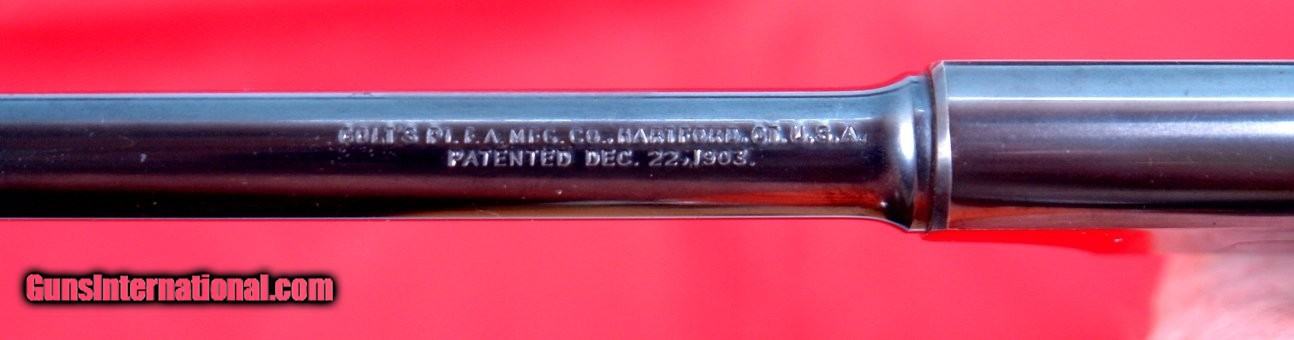 COLT'S PT. F.A. MFG. CO., HARTFORD, CT. U.S.A.
PATENTED DEC. 22, 1903.
GunsInternational.com